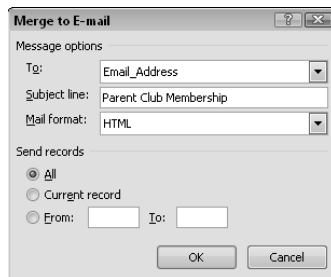 Merge to E-mail
Message options
To: Email_Address
Subject line: Parent Club Membership
Mail format: HTML
Send records
All
Current record
From: To:
OK Cancel